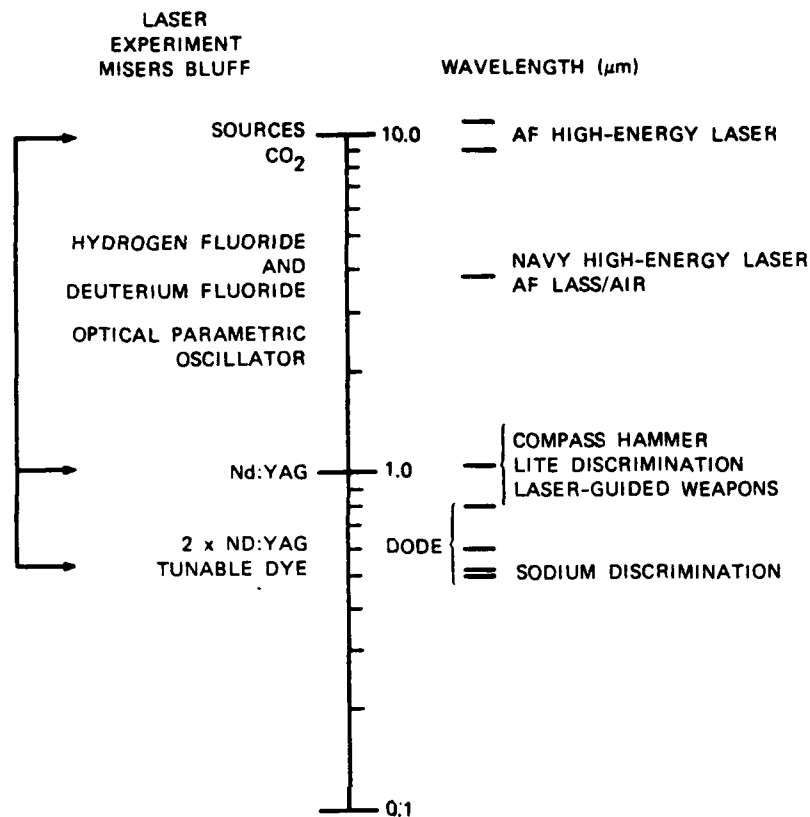 LASER
EXPERIMENT
MISERS BLUFF
WAVELENGTH (μm)
SOURCES
CO2
10.0
AF HIGH-ENERGY LASER
HYDROGEN FLUORIDE
AND
DEUTERIUM FLUORIDE
NAVY HIGH-ENERGY LASER
AF LASS/AIR
OPTICAL PARAMETRIC
OSCILLATOR
Nd:YAG
1.0
COMPASS HAMMER
LITE DISCRIMINATION
LASER-GUIDED WEAPONS
2 x ND:YAG
TUNABLE DYE
DODE
SODIUM DISCRIMINATION
0.1